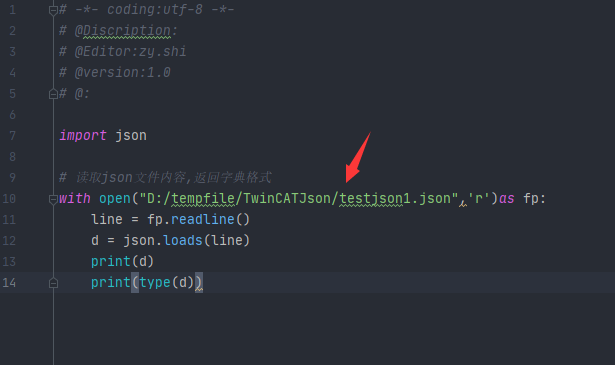 1 # -*- coding:utf-8 -*-
2 # @Discription:
3 # @Editor:zy.shi
4 # @version:1.0
5 # @:
6
7 import json
8
9 # 读取json文件内容,返回字典格式
10 with open("D:/tempfile/TwinCATJson/testjson1.json",'r')as fp:
11     line = fp.readline()
12     d = json.loads(line)
13     print(d)
14     print(type(d))